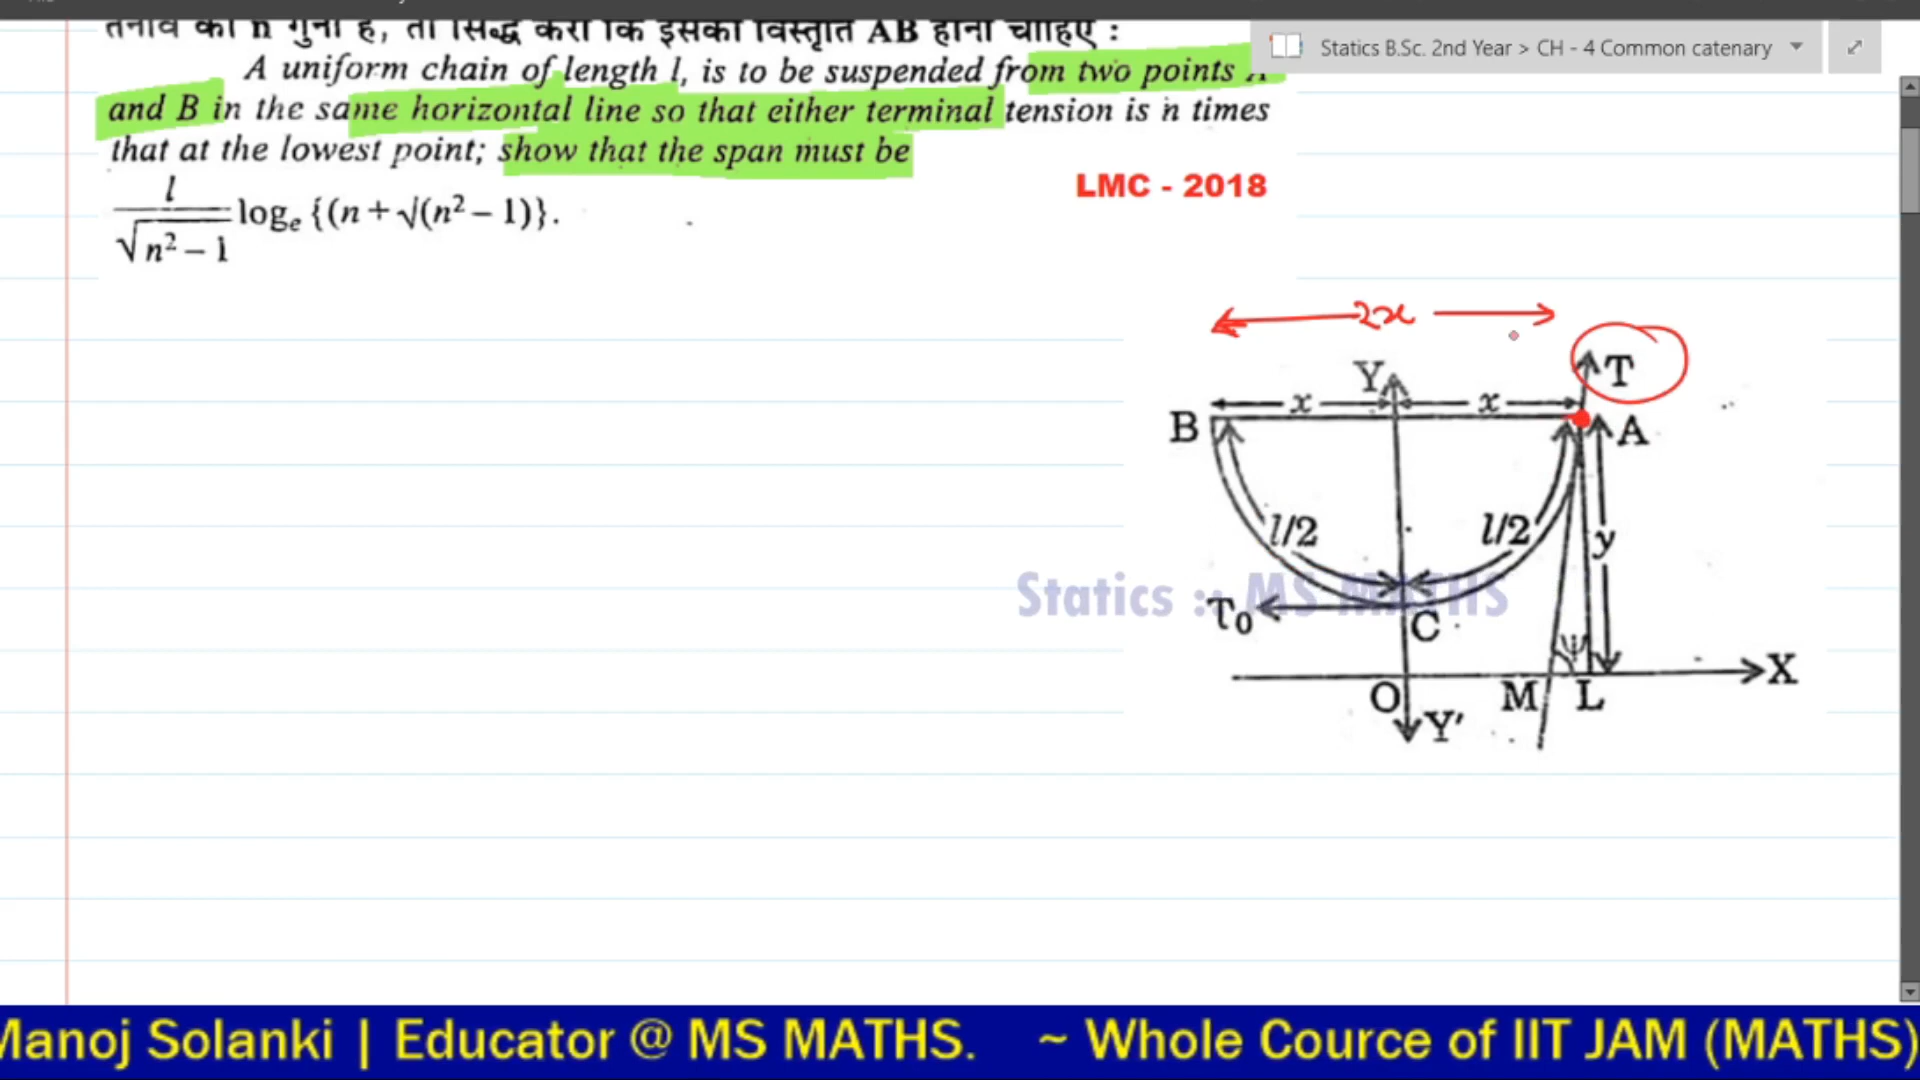 तनाव का n गुना है, तो सिद्ध करो कि इसकी विस्तृति AB होनी चाहिए :
Statics B.Sc. 2nd Year > CH - 4 Common catenary
A uniform chain of length l, is to be suspended from two points A
and B in the same horizontal line so that either terminal tension is n times
that at the lowest point; show that the span must be
LMC - 2018
l/√n² – 1 logₑ {(n + √(n² – 1)}.
2x
T
Y
x x
B A
l/2 l/2
y
Statics :: MS MATHS
T₀
C
ψ
X
O M L
Y'
Manoj Solanki | Educator @ MS MATHS. ~ Whole Cource of IIT JAM (MATHS)